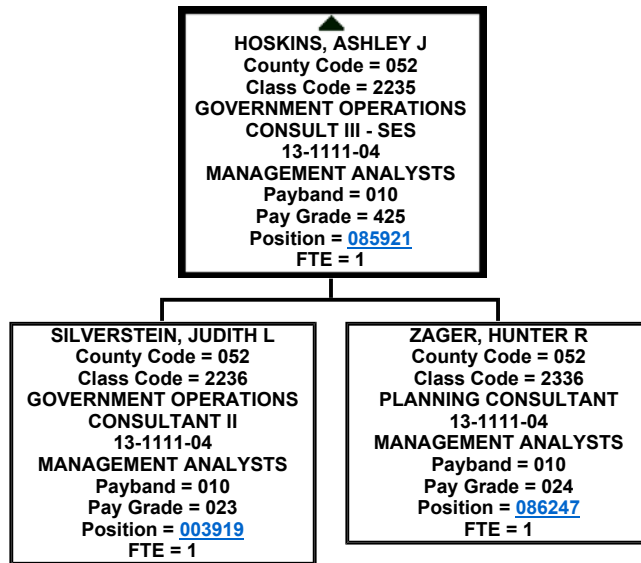 HOSKINS, ASHLEY J
County Code = 052
Class Code = 2235
GOVERNMENT OPERATIONS
CONSULT III - SES
13-1111-04
MANAGEMENT ANALYSTS
Payband = 010
Pay Grade = 425
Position = 085921
FTE = 1
SILVERSTEIN, JUDITH L
County Code = 052
Class Code = 2236
GOVERNMENT OPERATIONS
CONSULTANT II
13-1111-04
MANAGEMENT ANALYSTS
Payband = 010
Pay Grade = 023
Position = 003919
FTE = 1
ZAGER, HUNTER R
County Code = 052
Class Code = 2336
PLANNING CONSULTANT
13-1111-04
MANAGEMENT ANALYSTS
Payband = 010
Pay Grade = 024
Position = 086247
FTE = 1